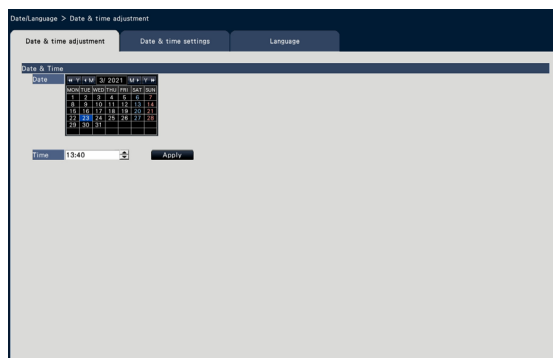 Date/Language > Date & time adjustment
Date & time adjustment
Date & time settings
Language
Date & Time
Date
Y M 3/ 2021 M Y
MON TUE WED THU FRI SAT SUN
1 2 3 4 5 6 7
8 9 10 11 12 13 14
15 16 17 18 19 20 21
22 23 24 25 26 27 28
29 30 31
Time 13:40 Apply